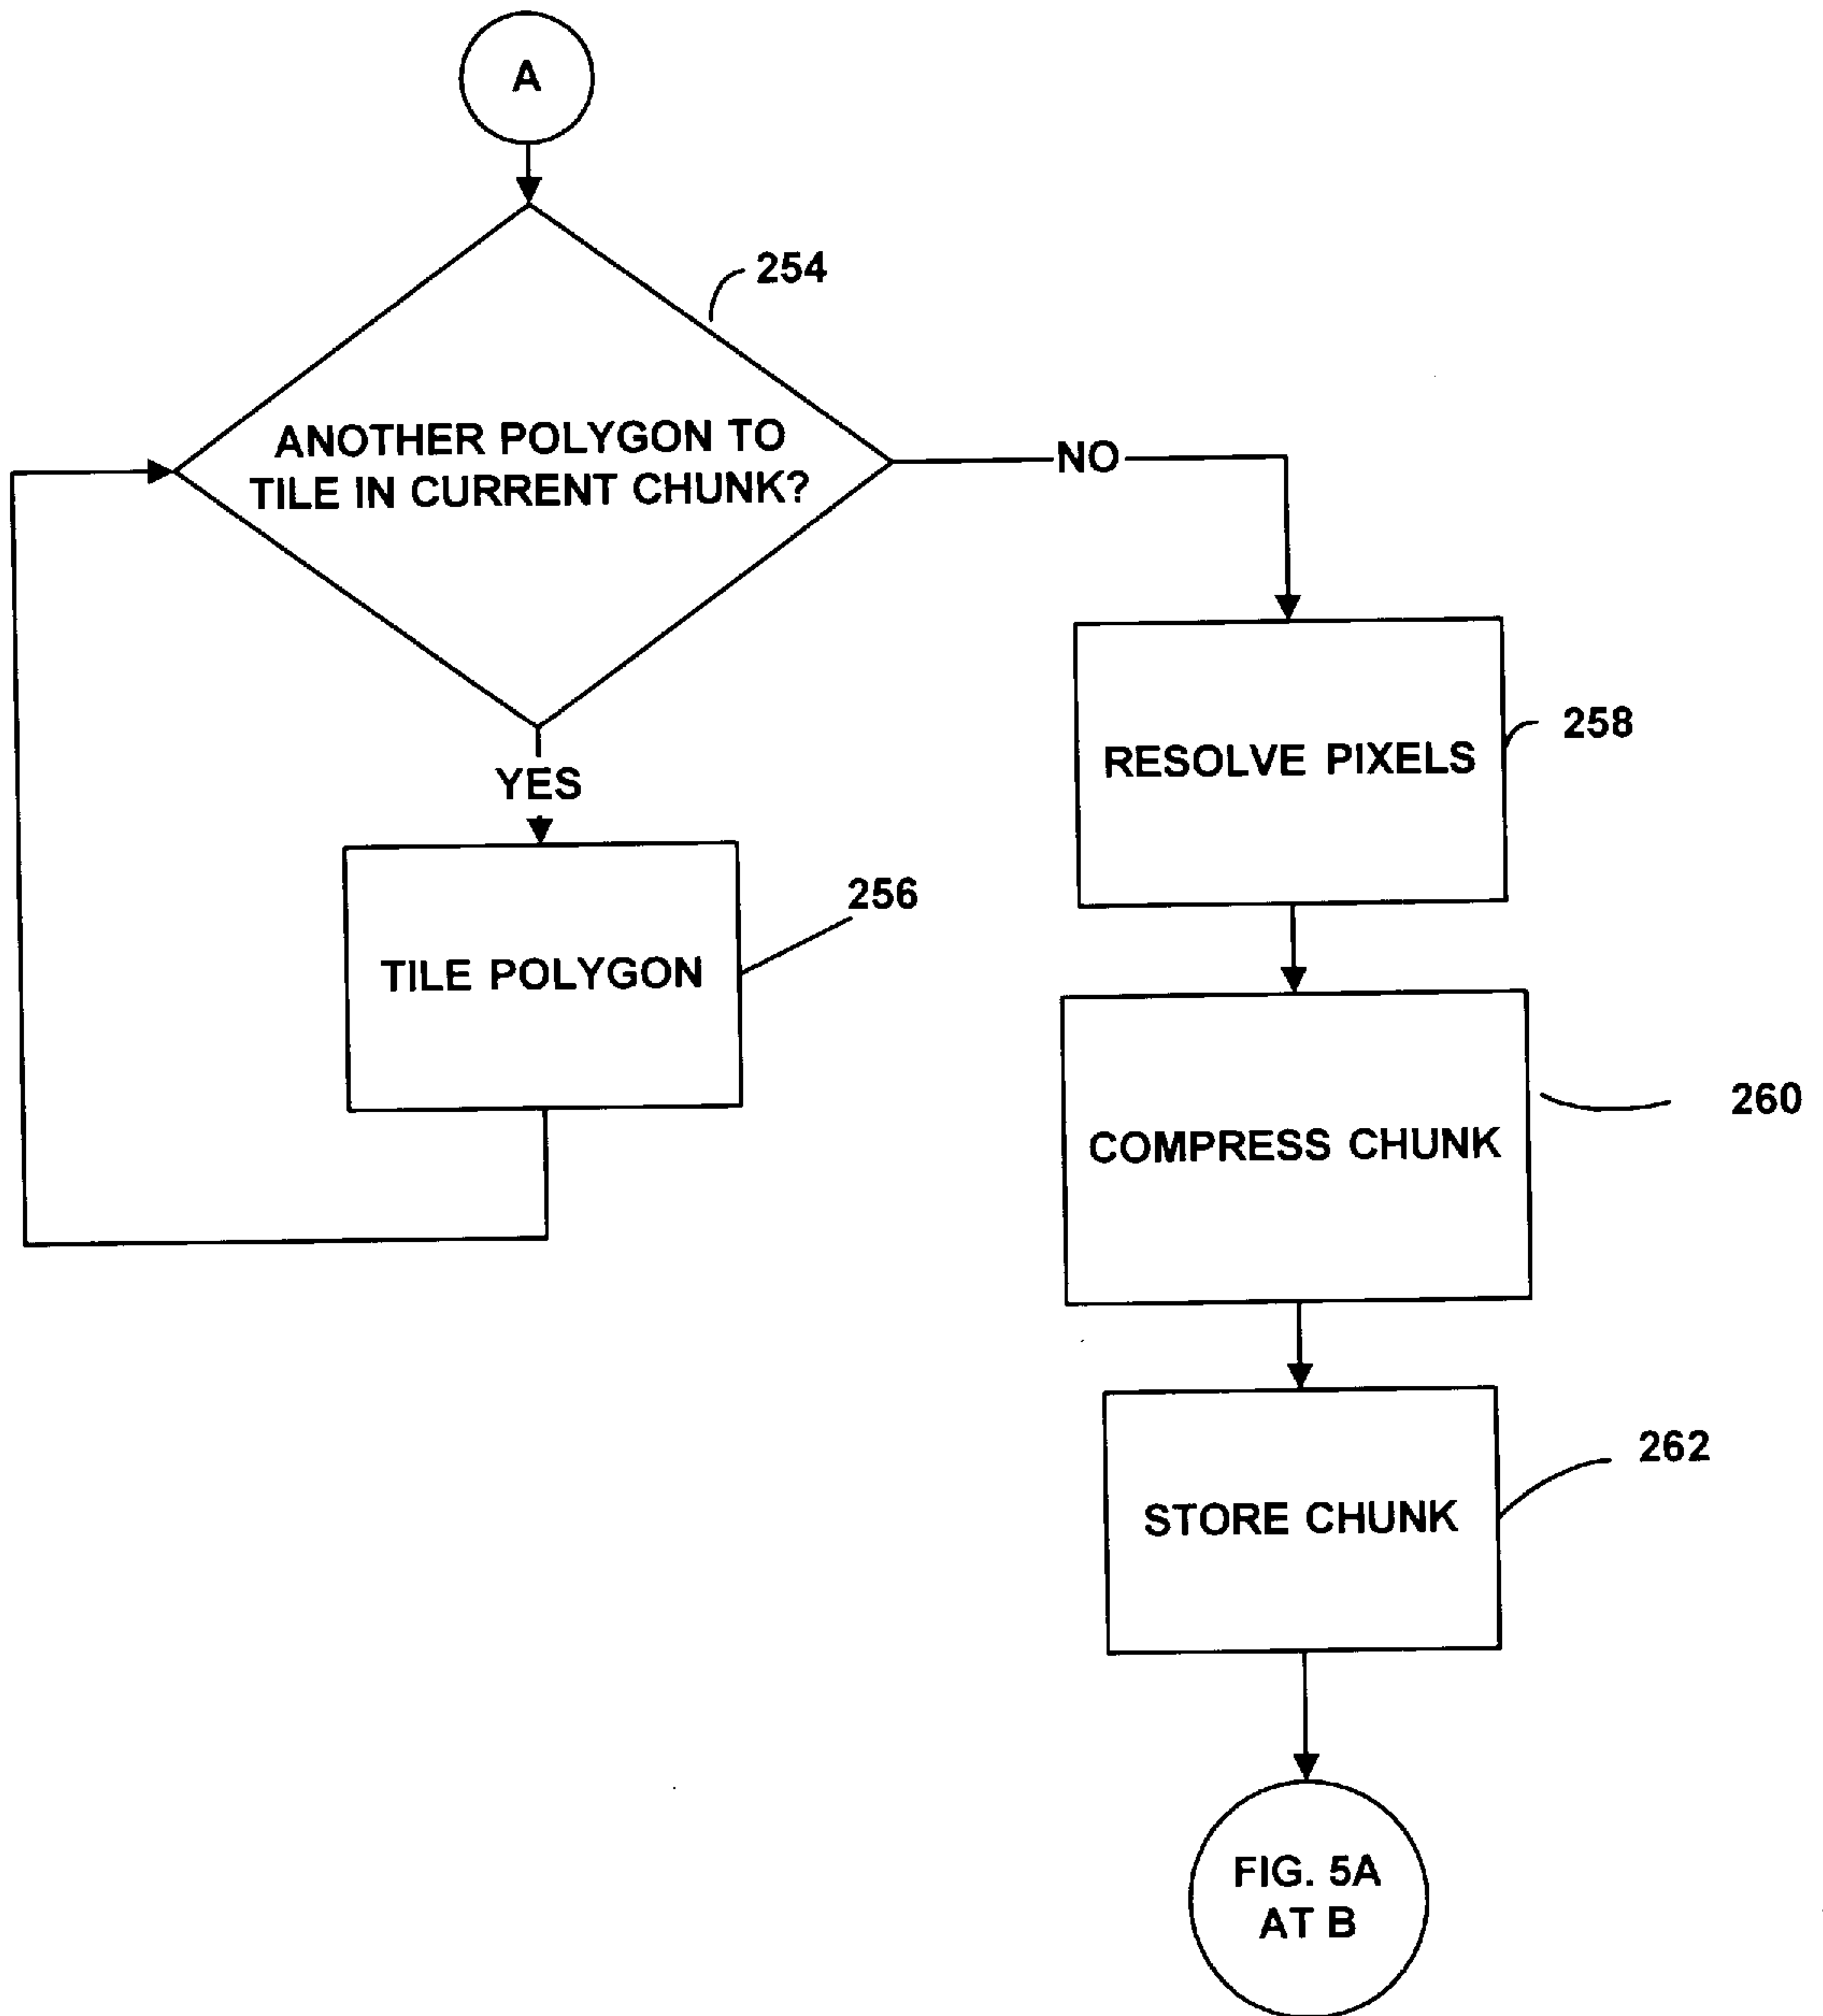 A
254
ANOTHER POLYGON TO
TILE IN CURRENT CHUNK?
NO
YES
258
RESOLVE PIXELS
256
TILE POLYGON
260
COMPRESS CHUNK
262
STORE CHUNK
FIG. 5A
AT B